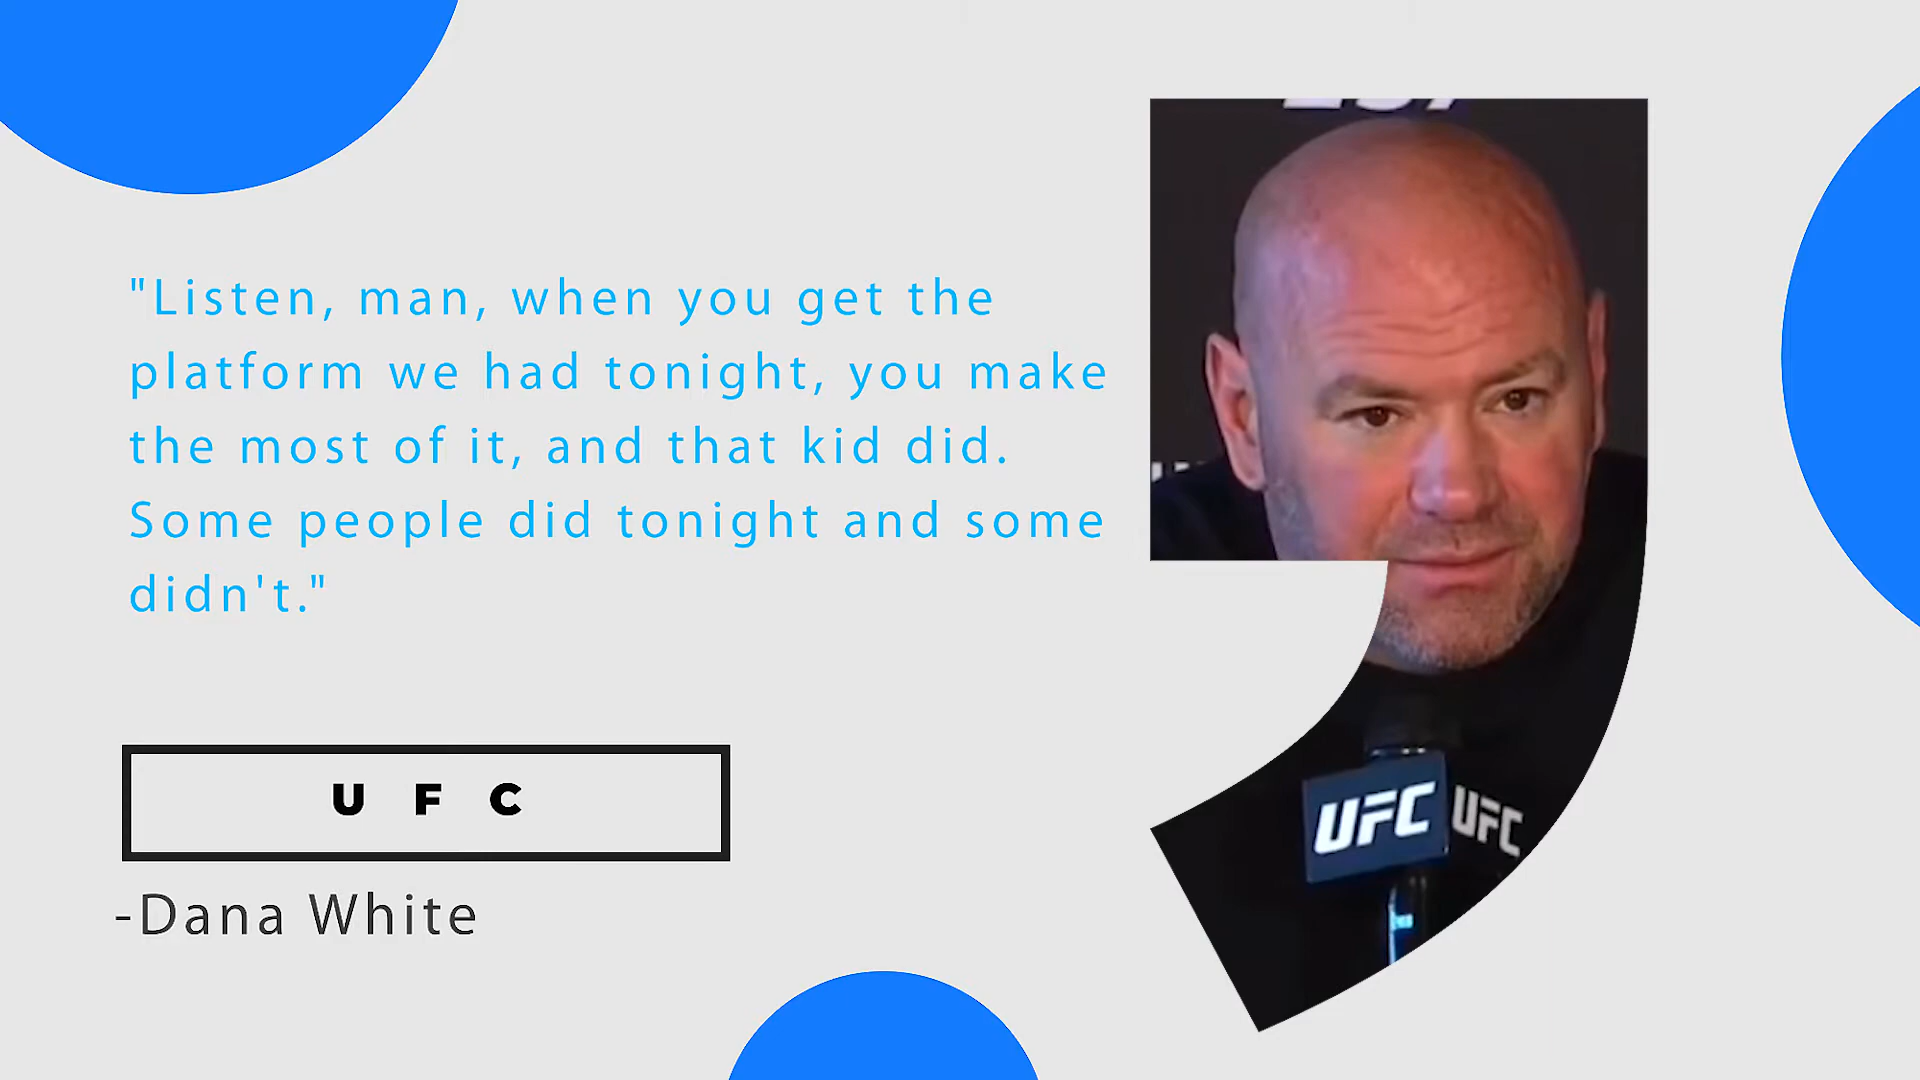 "Listen, man, when you get the
platform we had tonight, you make
the most of it, and that kid did.
Some people did tonight and some
didn't."
UFC
-Dana White
UFC
UFC